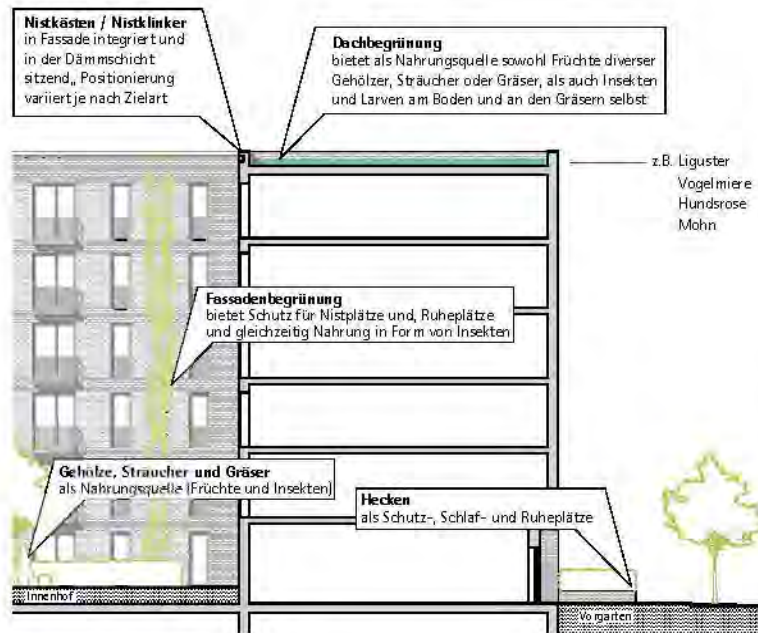 Nistkästen / Nistklinker
in Fassade integriert und
in der Dämmschicht
sitzend,, Positionierung
variiert je nach Zielart
Dachbegrünung
bietet als Nahrungsquelle sowohl Früchte diverser
Gehölzer, Sträucher oder Gräser, als auch Insekten
und Larven am Boden und an den Gräsern selbst
z.B. Liguster
Vogelmiere
Hundsrose
Mohn
Fassadenbegrünung
bietet Schutz für Nistplätze und, Ruheplätze
und gleichzeitig Nahrung in Form von Insekten
Gehölze, Sträucher und Gräser
als Nahrungsquelle (Früchte und Insekten)
Hecken
als Schutz-, Schlaf- und Ruheplätze
Innenhof
Vorgarten